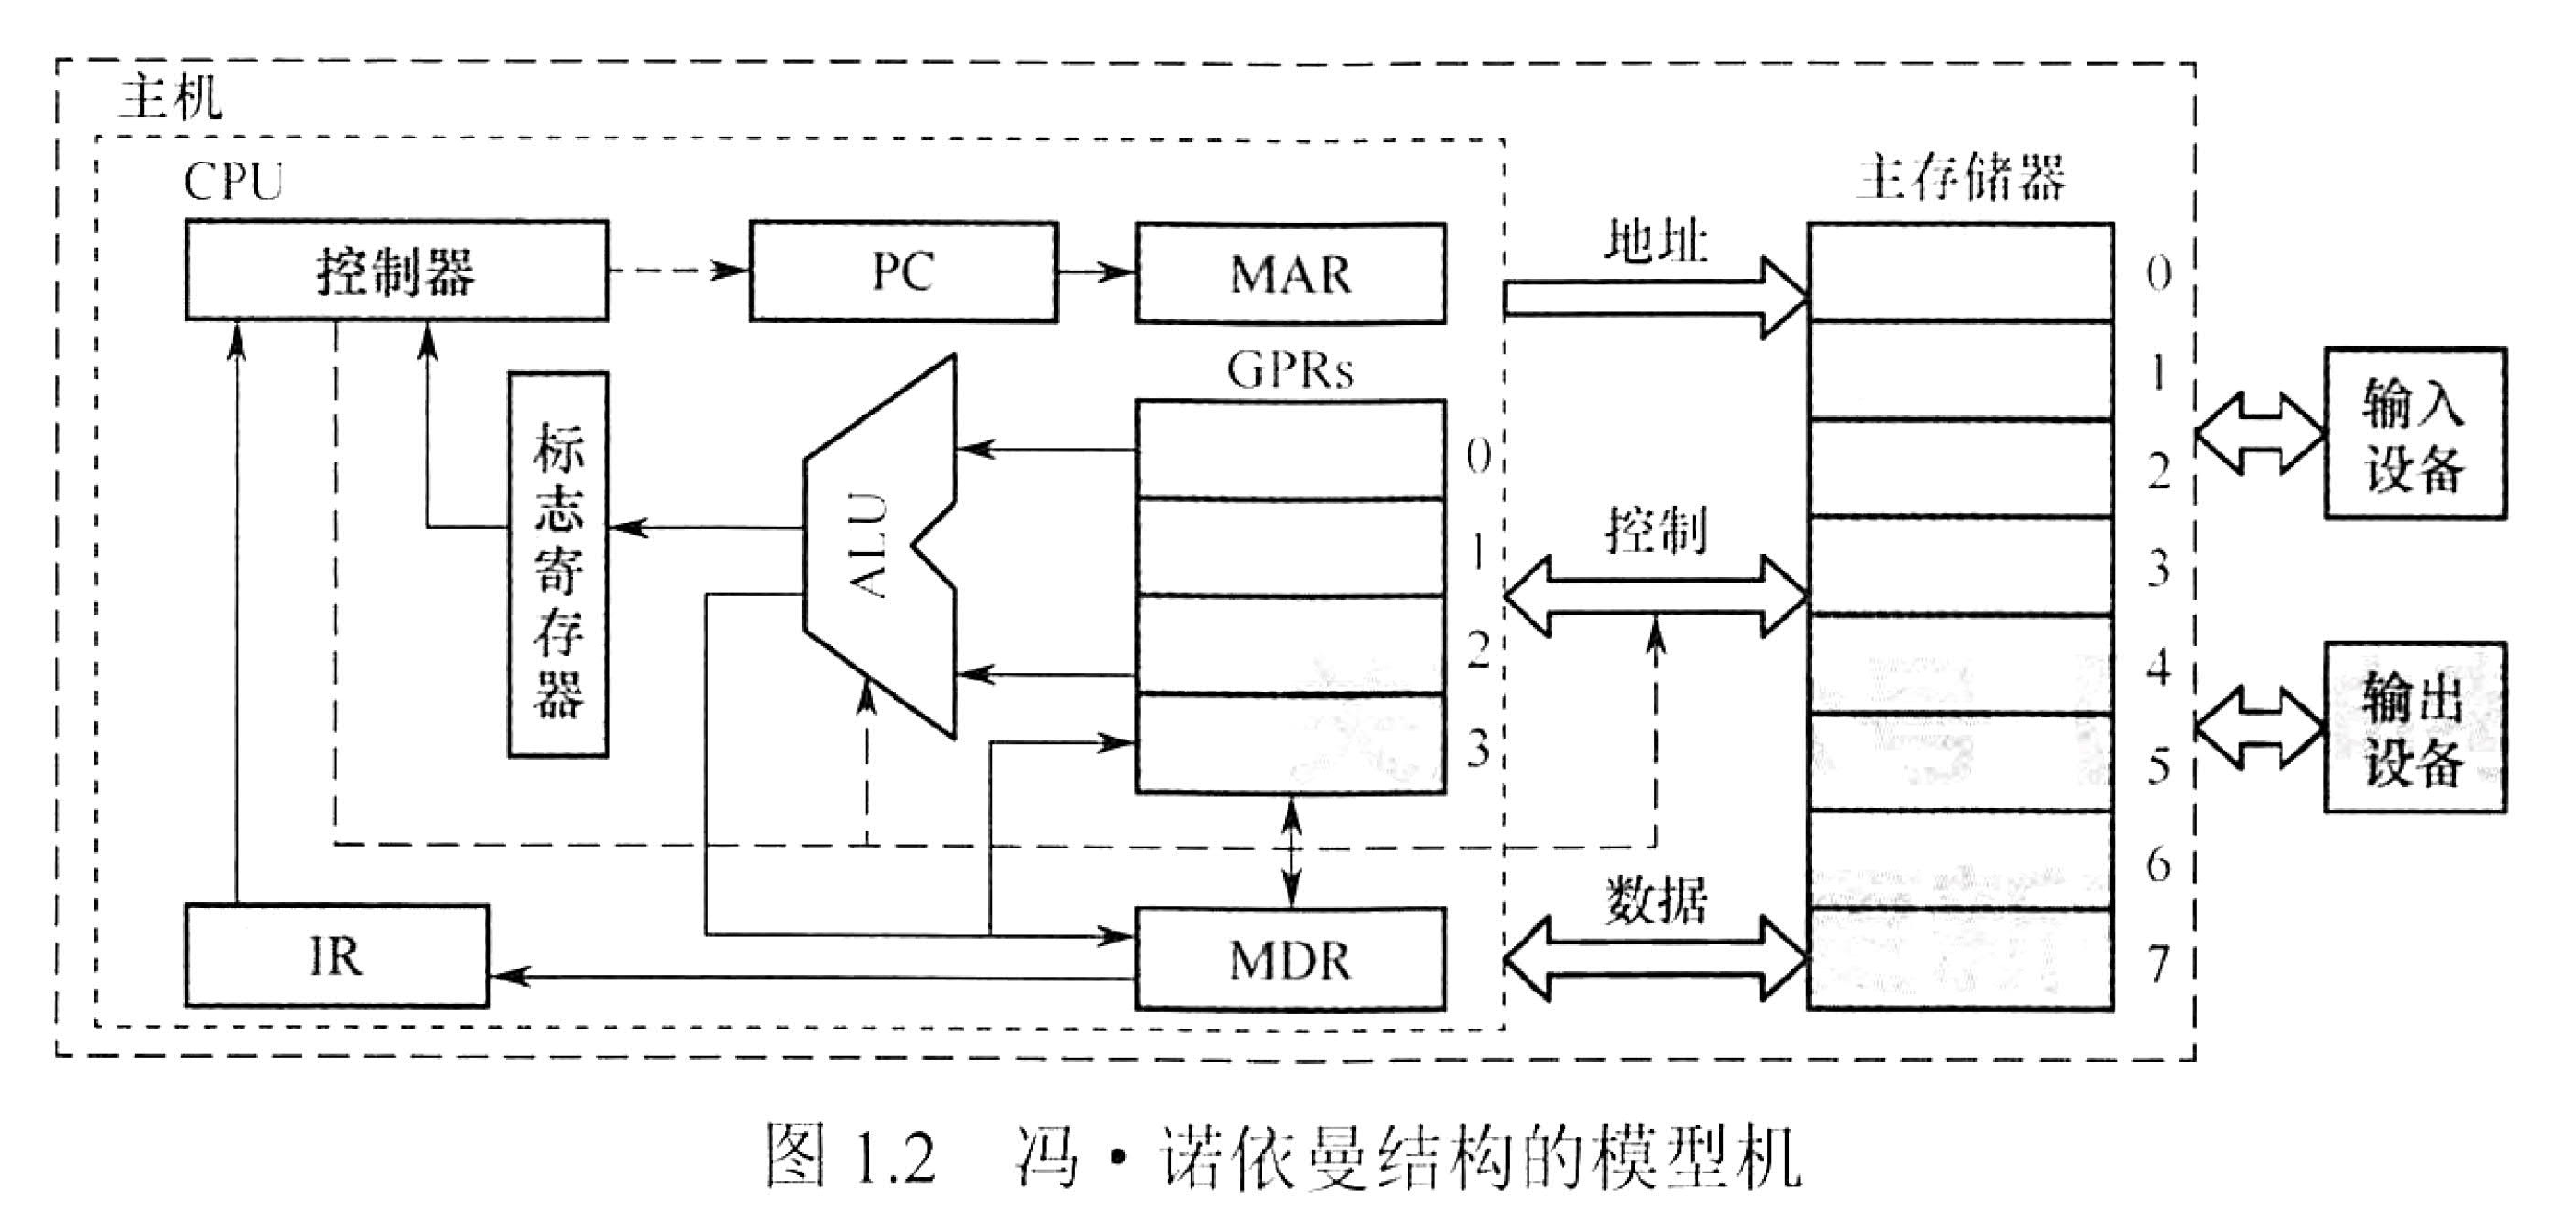 主机
CPU
主存储器
控制器
PC
MAR
地址
0
1
2
3
4
5
6
7
GPRs
0
1
2
3
标志寄存器
ALU
控制
输入设备
输出设备
数据
IR
MDR
图 1.2 冯·诺依曼结构的模型机